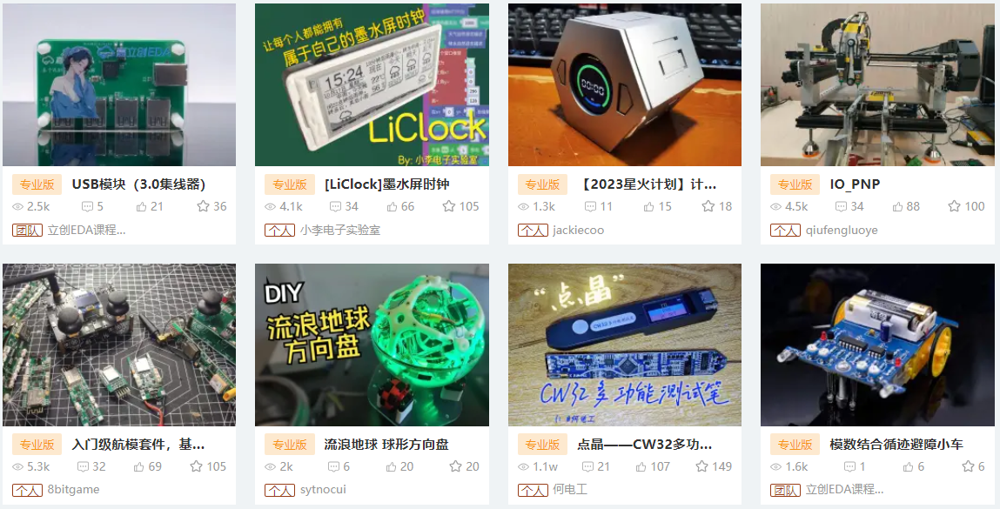 立创EDA
让每个人都能拥有
属于自己的墨水屏时钟
15:24
22℃
LiClock
By: 小李电子实验室
00:00
专业版 USB模块（3.0集线器）
2.5k 5 21 36
团队 立创EDA课程...
专业版 [LiClock]墨水屏时钟
4.1k 34 66 105
个人 小李电子实验室
专业版 【2023星火计划】计...
1.3k 11 15 18
个人 jackiecoo
专业版 IO_PNP
4.5k 34 88 100
个人 qiufengluoye
DIY
流浪地球
方向盘
“点晶”
CW32多功能测试笔
专业版 入门级航模套件，基...
5.3k 32 69 105
个人 8bitgame
专业版 流浪地球 球形方向盘
2k 6 20 20
个人 sytnocui
专业版 点晶——CW32多功...
1.1w 21 107 149
个人 何电工
专业版 模数结合循迹避障小车
1.6k 1 6 6
团队 立创EDA课程...